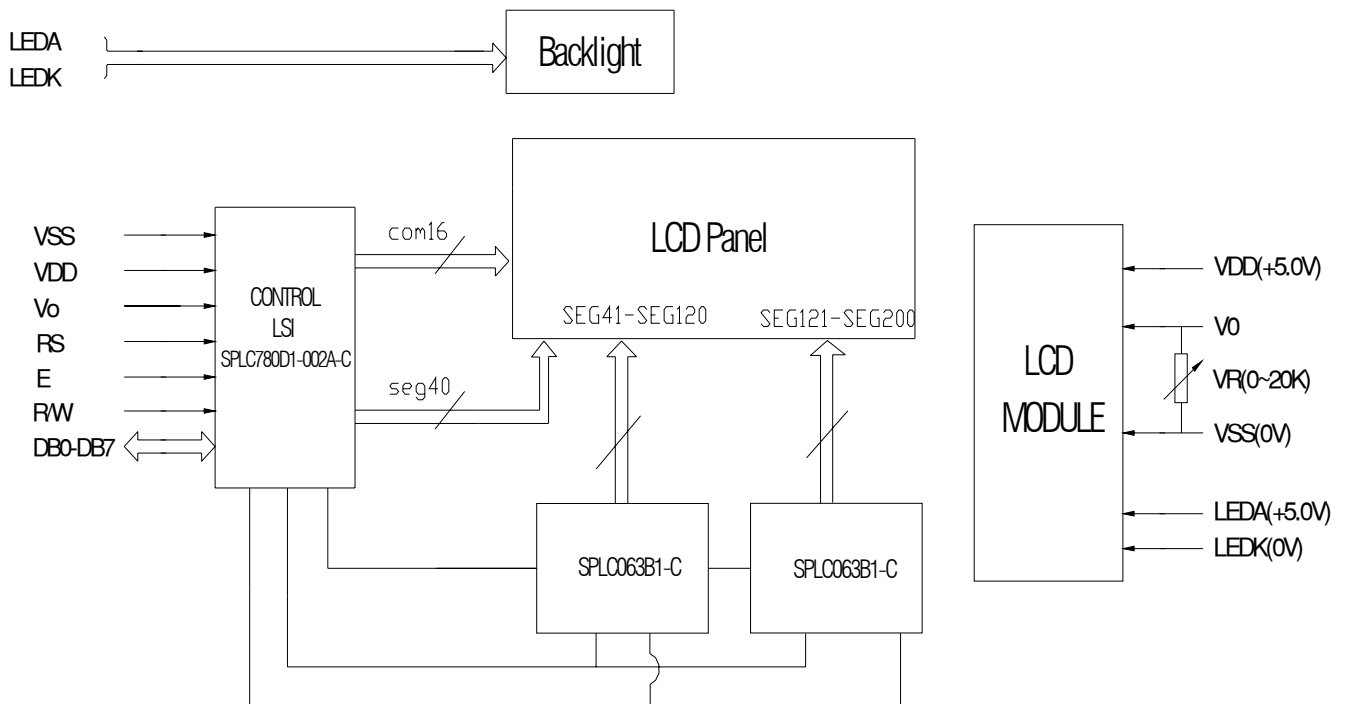 LEDA
LEDK
Backlight
VSS
VDD
Vo
RS
E
R/W
DB0-DB7
CONTROL
LSI
SPLC780D1-002A-C
com16
seg40
LCD Panel
SEG41-SEG120
SEG121-SEG200
SPLC063B1-C
SPLC063B1-C
LCD
MODULE
VDD(+5.0V)
V0
VR(0~20K)
VSS(0V)
LEDA(+5.0V)
LEDK(0V)